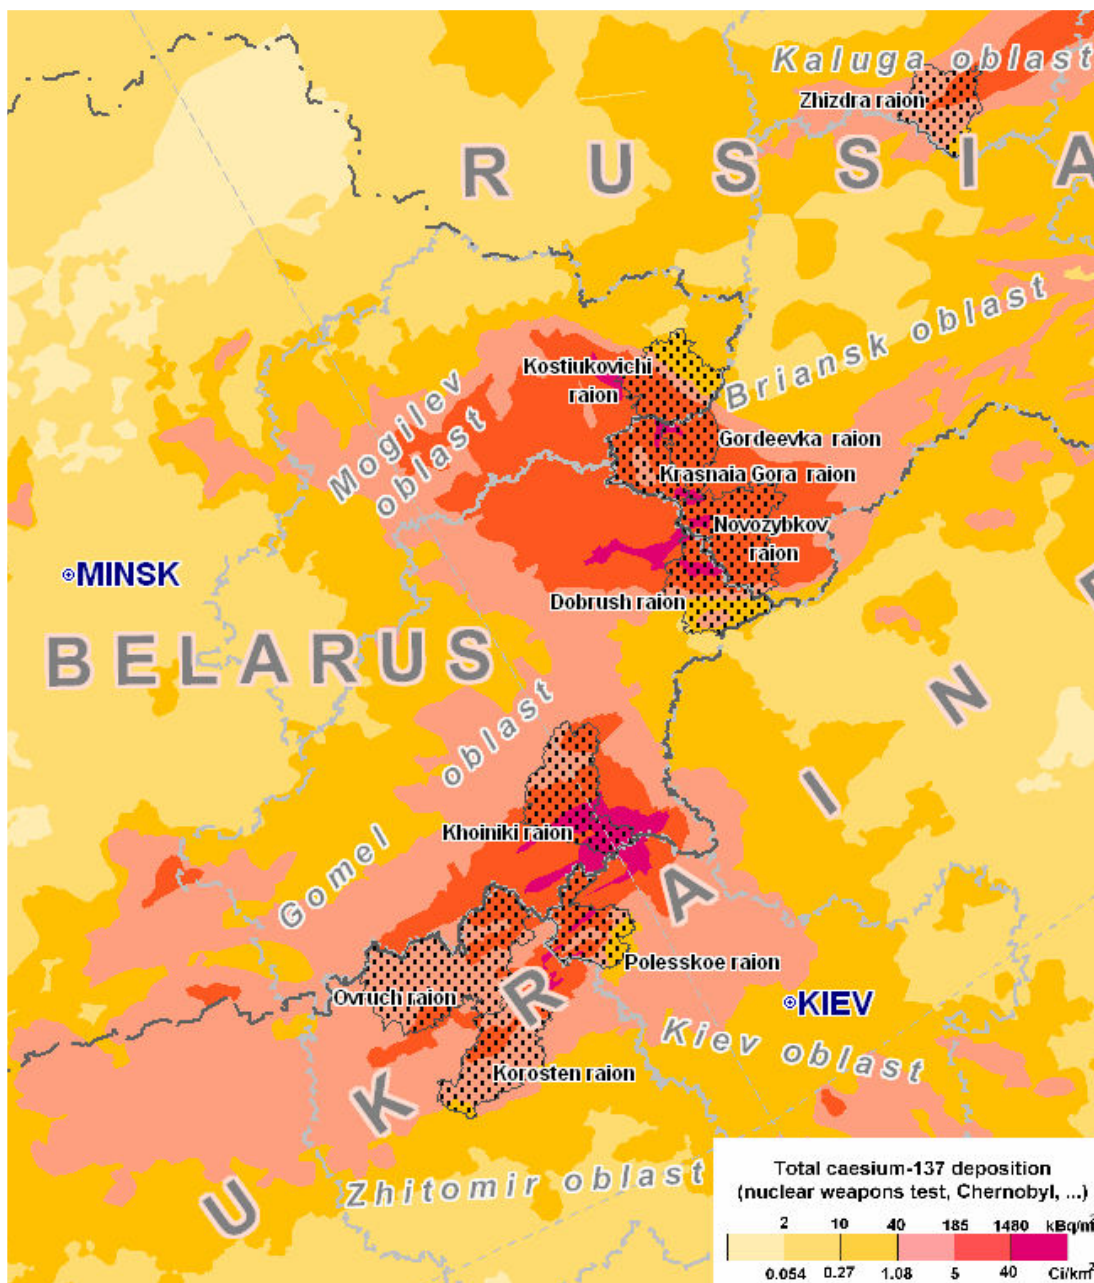 Kaluga oblast
Zhizdra raion
RUSSIA
Kostiukovichi
raion
Briansk oblast
Mogilev
oblast
Gordeevka raion
Krasnaia Gora raion
Novozybkov
raion
MINSK
Dobrush raion
BELARUS
Gomel oblast
Khoiniki raion
UKRAIN
Polesskoe raion
Ovruch raion
KIEV
Kiev oblast
Korosten raion
Zhitomir oblast
Total caesium-137 deposition
(nuclear weapons test, Chernobyl, ...)
2 10 40 185 1480 kBq/m²
0.054 0.27 1.08 5 40 Ci/km²